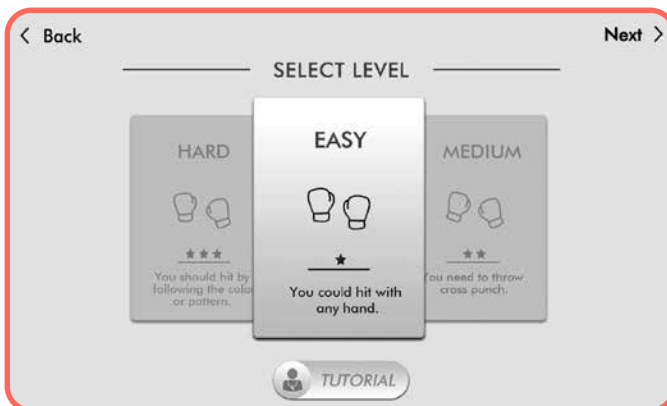 Back
Next
SELECT LEVEL
HARD
You should hit by
following the color
or pattern.
EASY
You could hit with
any hand.
MEDIUM
You need to throw
cross punch.
TUTORIAL